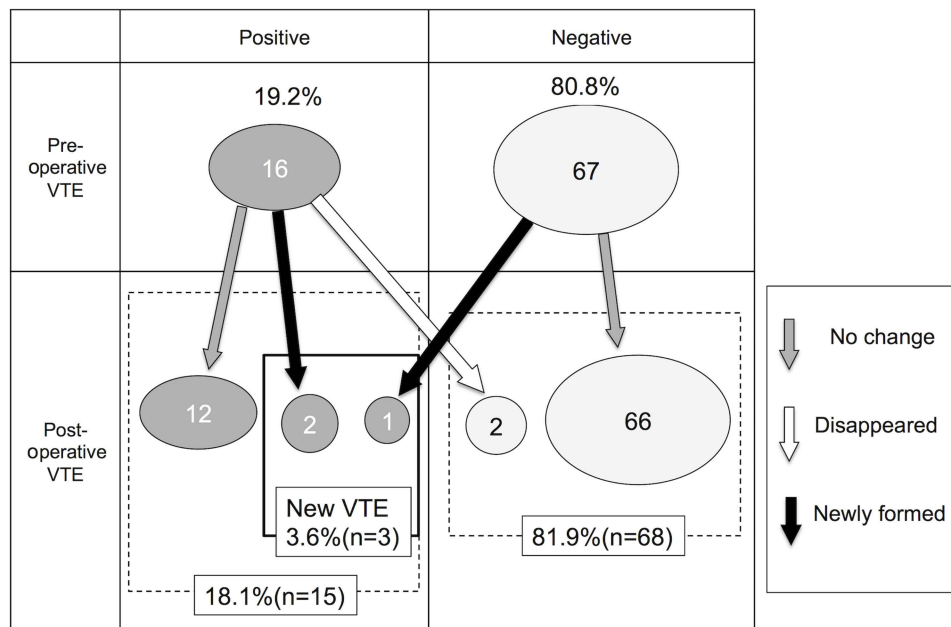 Positive
Negative
Pre-
operative
VTE
19.2%
80.8%
16
67
Post-
operative
VTE
12
2
1
2
66
New VTE
3.6%(n=3)
18.1%(n=15)
81.9%(n=68)
No change
Disappeared
Newly formed